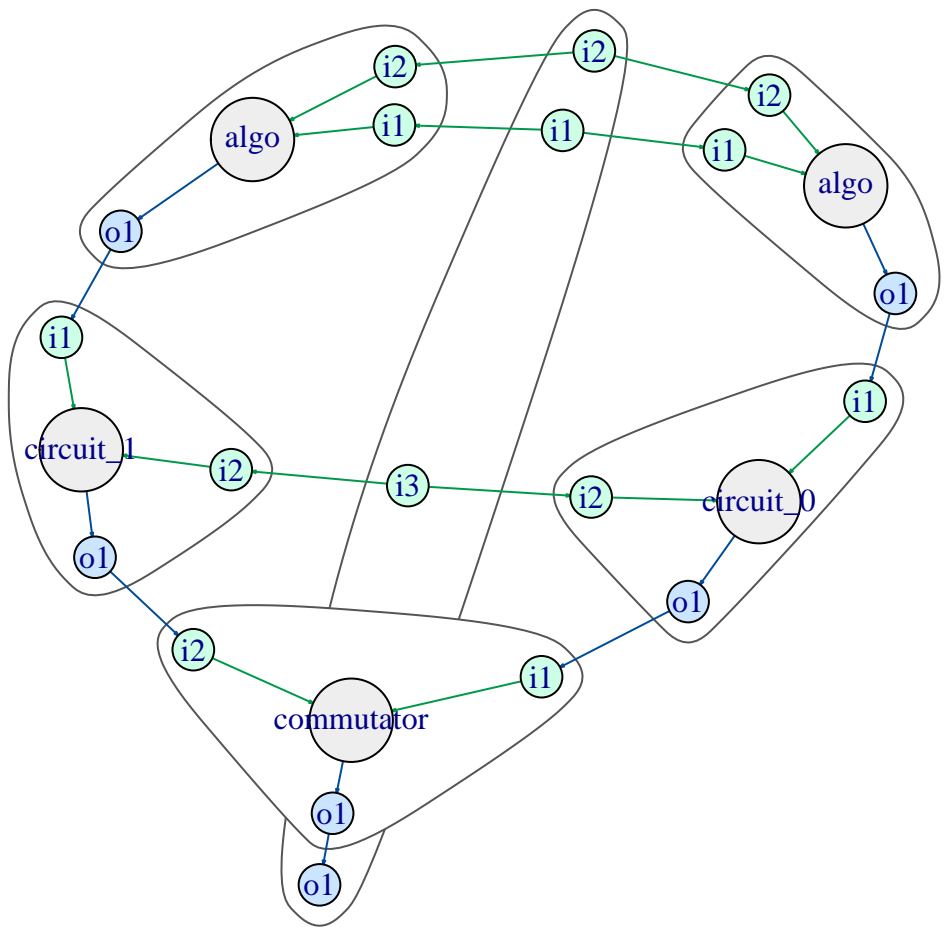 i2
i2
i2
i1
i1
algo
i1
algo
o1
o1
i1
i1
circuit_1
i2
i3
i2
circuit_0
o1
o1
i2
i1
commutator
o1
o1